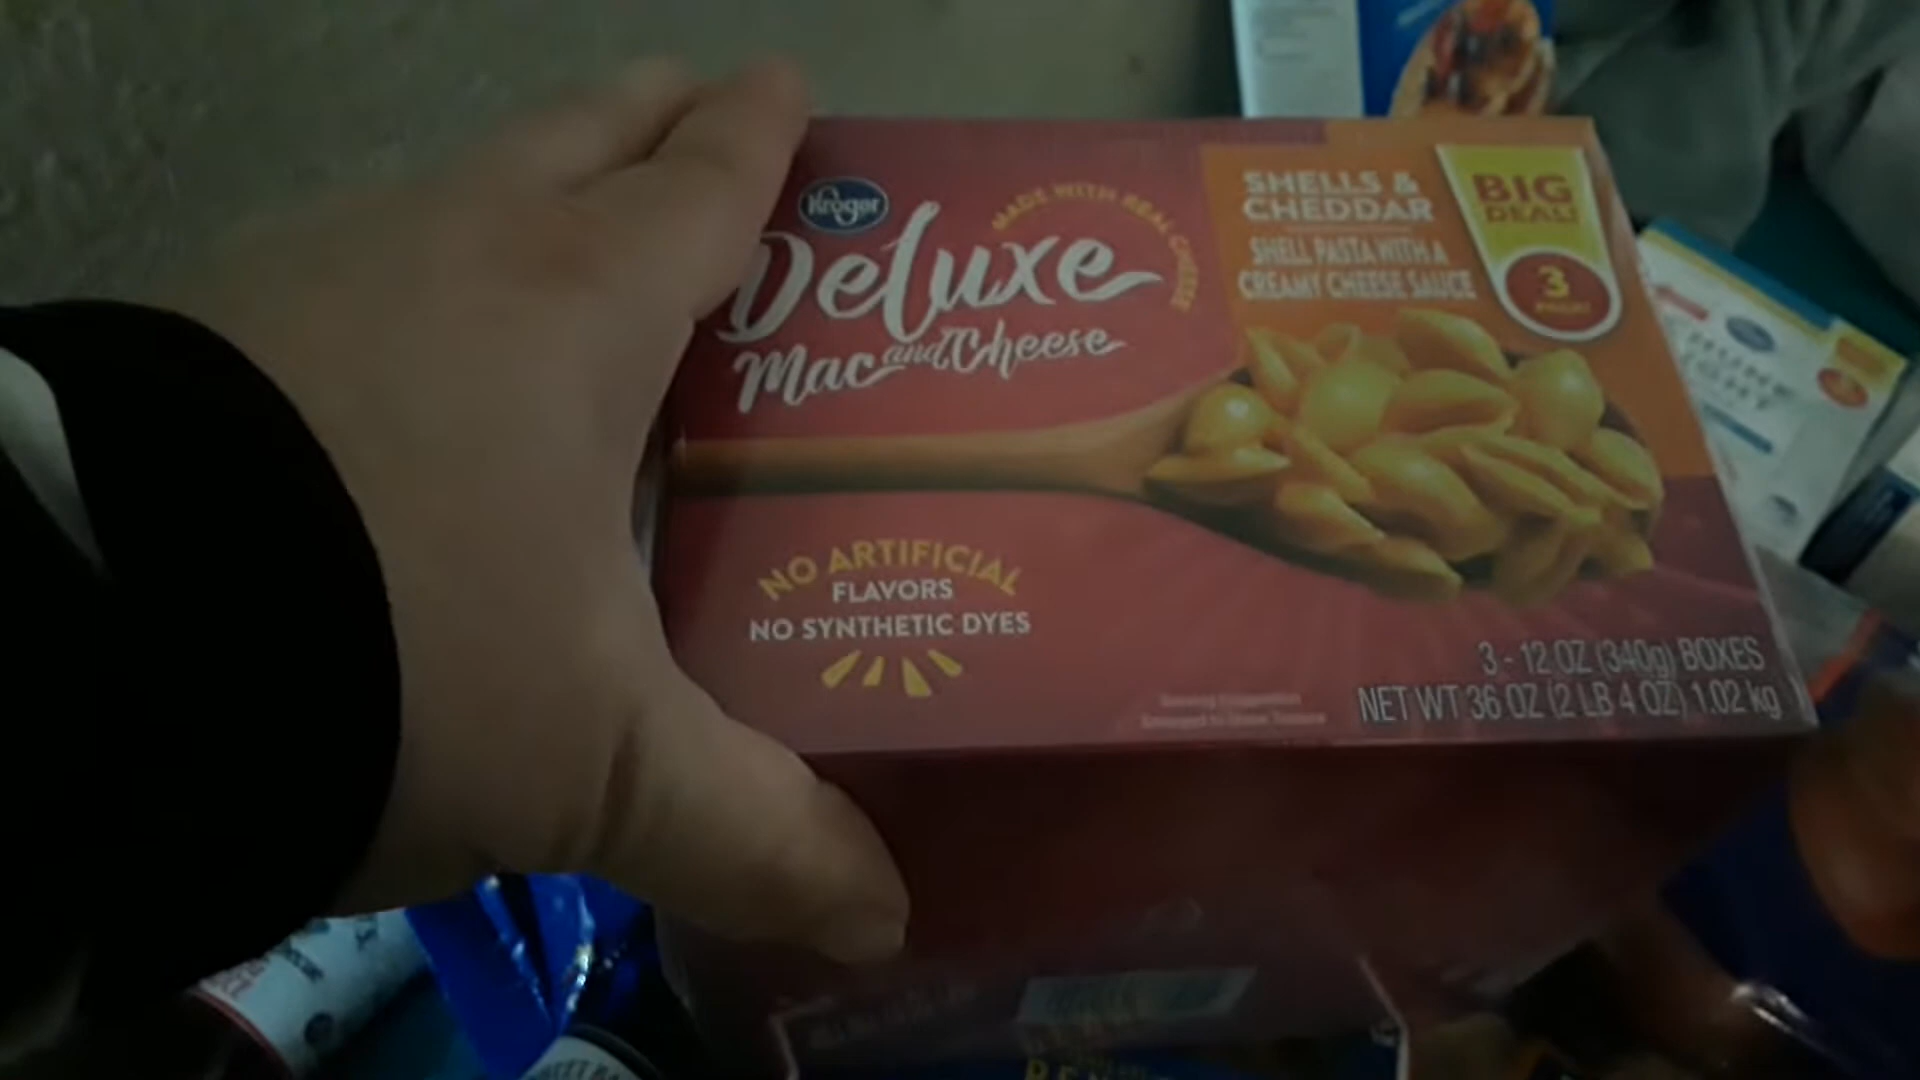 Kroger
Deluxe
Mac and Cheese
MADE WITH REAL CHEESE
SHELLS &
CHEDDAR
SHELL PASTA WITH A
CREAMY CHEESE SAUCE
BIG
DEAL!
3
NO ARTIFICIAL
FLAVORS
NO SYNTHETIC DYES
3 - 12 OZ (340g) BOXES
NET WT 36 OZ (2 LB 4 OZ) 1.02 kg